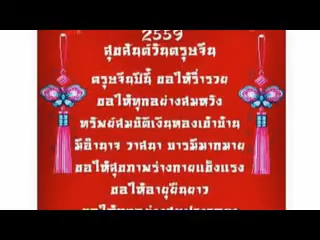 2559
สุขสันต์วันตรุษจีน
ตรุษจีนปีนี้ ขอให้ร่ำรวย
ขอให้ทุกอย่างสมหวัง
ทรัพย์สมบัติเงินทองเข้าบ้าน
มีอำนาจ วาสนา บารมีมากมาย
ขอให้สุขภาพร่างกายแข็งแรง
ขอให้อายุยืนยาว